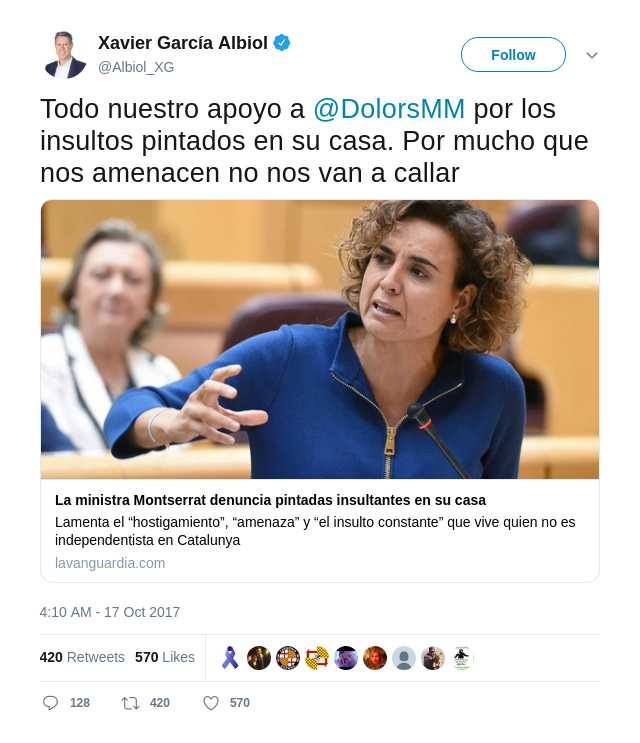 Xavier García Albiol
@Albiol_XG
Follow
Todo nuestro apoyo a @DolorsMM por los
insultos pintados en su casa. Por mucho que
nos amenacen no nos van a callar
La ministra Montserrat denuncia pintadas insultantes en su casa
Lamenta el “hostigamiento”, “amenaza” y “el insulto constante” que vive quien no es
independentista en Catalunya
lavanguardia.com
4:10 AM - 17 Oct 2017
420 Retweets 570 Likes
128 420 570